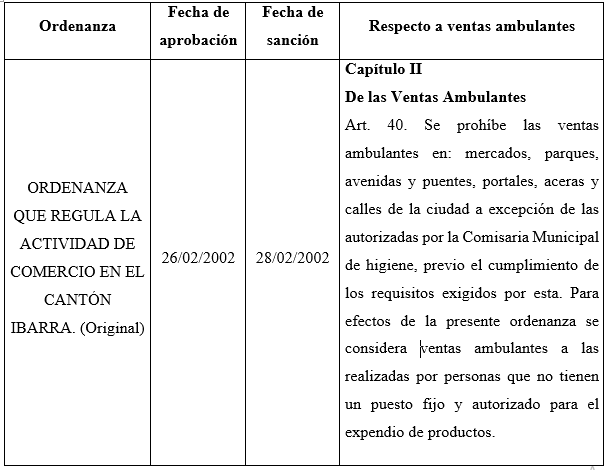 Ordenanza
Fecha de
aprobación
Fecha de
sanción
Respecto a ventas ambulantes
ORDENANZA
QUE REGULA LA
ACTIVIDAD DE
COMERCIO EN EL
CANTÓN
IBARRA. (Original)
26/02/2002
28/02/2002
Capítulo II
De las Ventas Ambulantes
Art. 40. Se prohíbe las ventas
ambulantes en: mercados, parques,
avenidas y puentes, portales, aceras y
calles de la ciudad a excepción de las
autorizadas por la Comisaria Municipal
de higiene, previo el cumplimiento de
los requisitos exigidos por esta. Para
efectos de la presente ordenanza se
considera ventas ambulantes a las
realizadas por personas que no tienen
un puesto fijo y autorizado para el
expendio de productos.